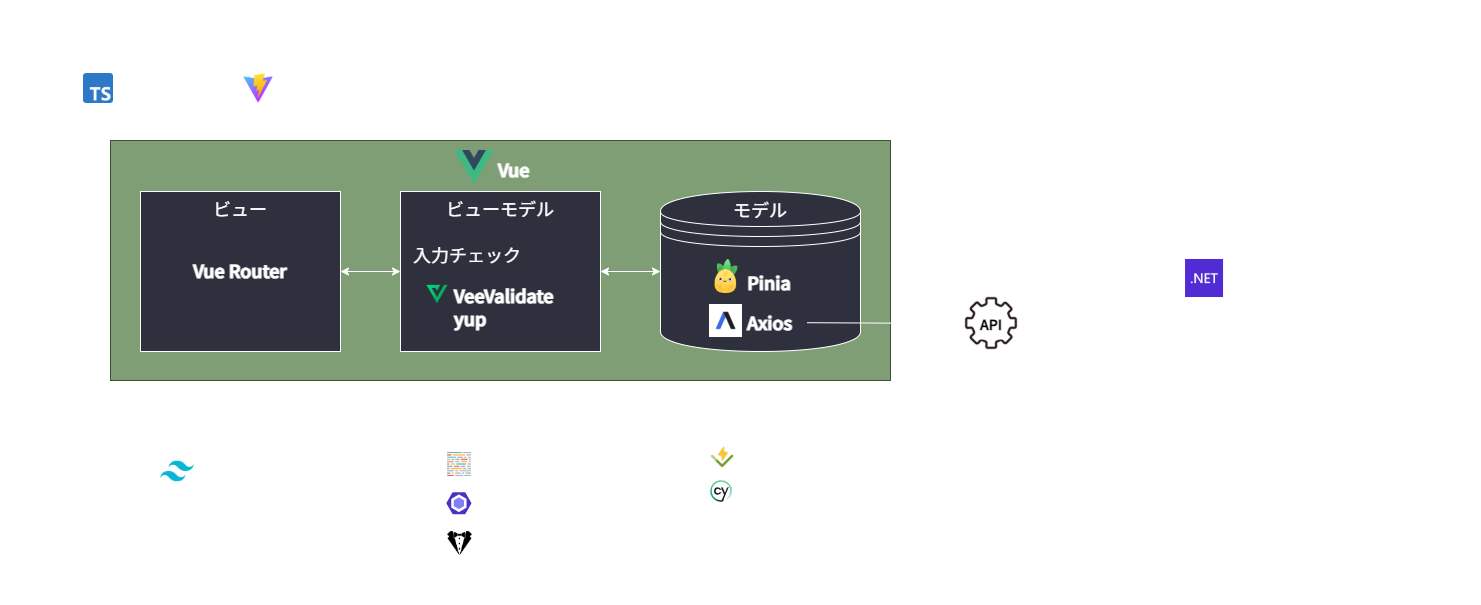 TS
Vue
ビュー
Vue Router
ビューモデル
入力チェック
VeeValidate
yup
モデル
Pinia
Axios
API
.NET
cy